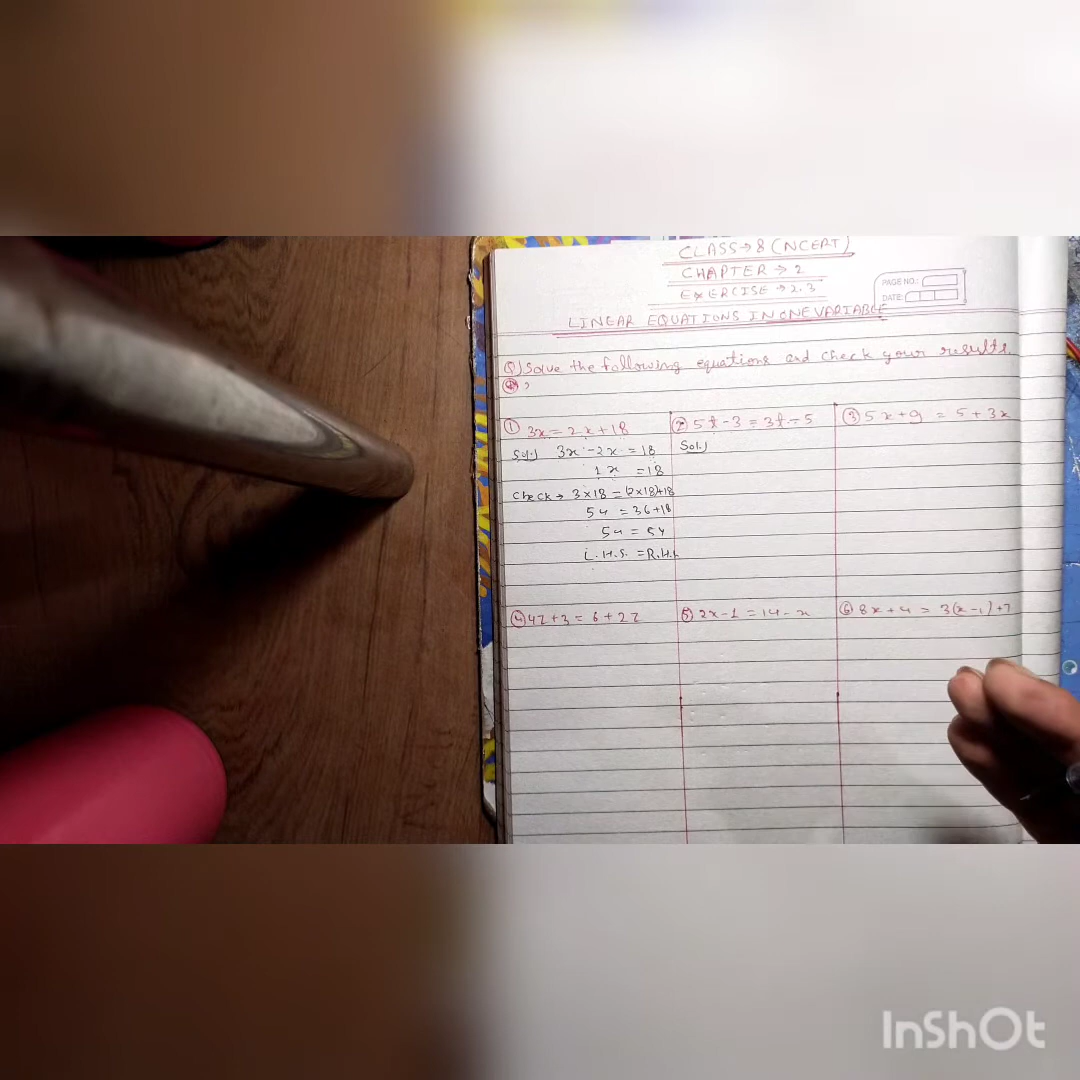 CLASS → 8 (NCERT)
CHAPTER → 2
EXERCISE → 2.3
PAGE NO.:
DATE:
LINEAR EQUATIONS IN ONE VARIABLE
Q) Solve the following equations and check your results.
① 3x = 2x + 18
Sol.) 3x - 2x = 18
1x = 18
Check → 3×18 = (2×18)+18
54 = 36+18
54 = 54
L.H.S. = R.H.S
② 5t - 3 = 3t - 5
Sol.)
③ 5x + 9 = 5 + 3x
④ 4z + 3 = 6 + 2z
⑤ 2x - 1 = 14 - x
⑥ 8x + 4 = 3(x - 1) + 7
InShOt